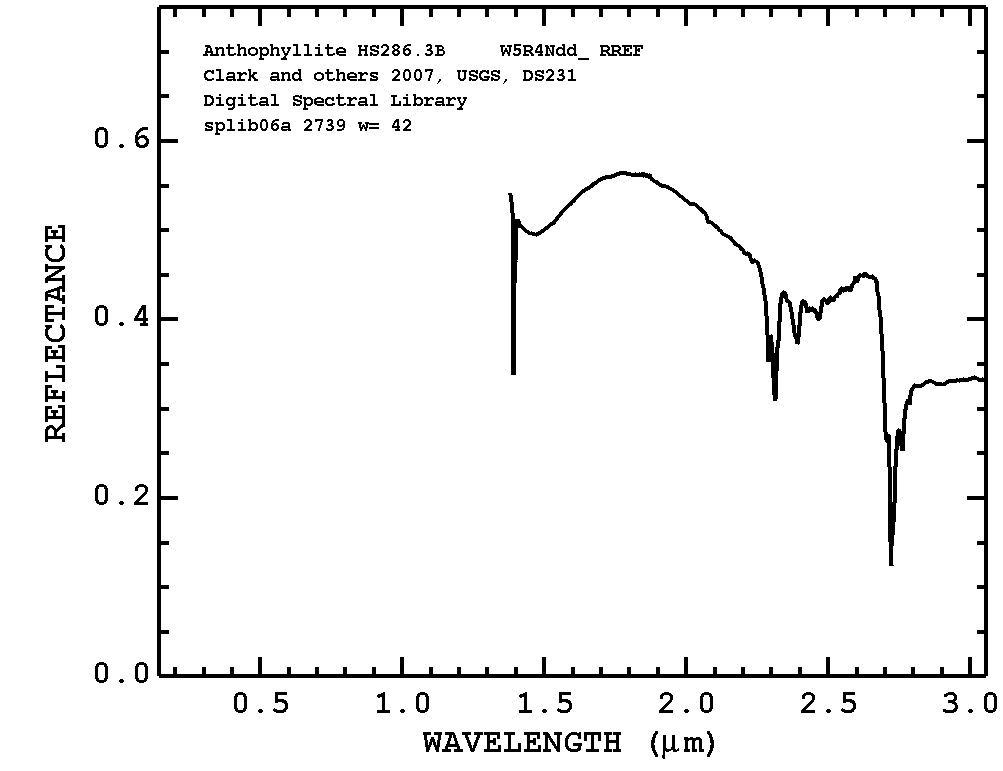 Anthophyllite HS286.3B W5R4Ndd_ RREF
Clark and others 2007, USGS, DS231
Digital Spectral Library
splib06a 2739 w= 42
0.6
0.4
0.2
0.0
REFLECTANCE
0.5 1.0 1.5 2.0 2.5 3.0
WAVELENGTH (μm)